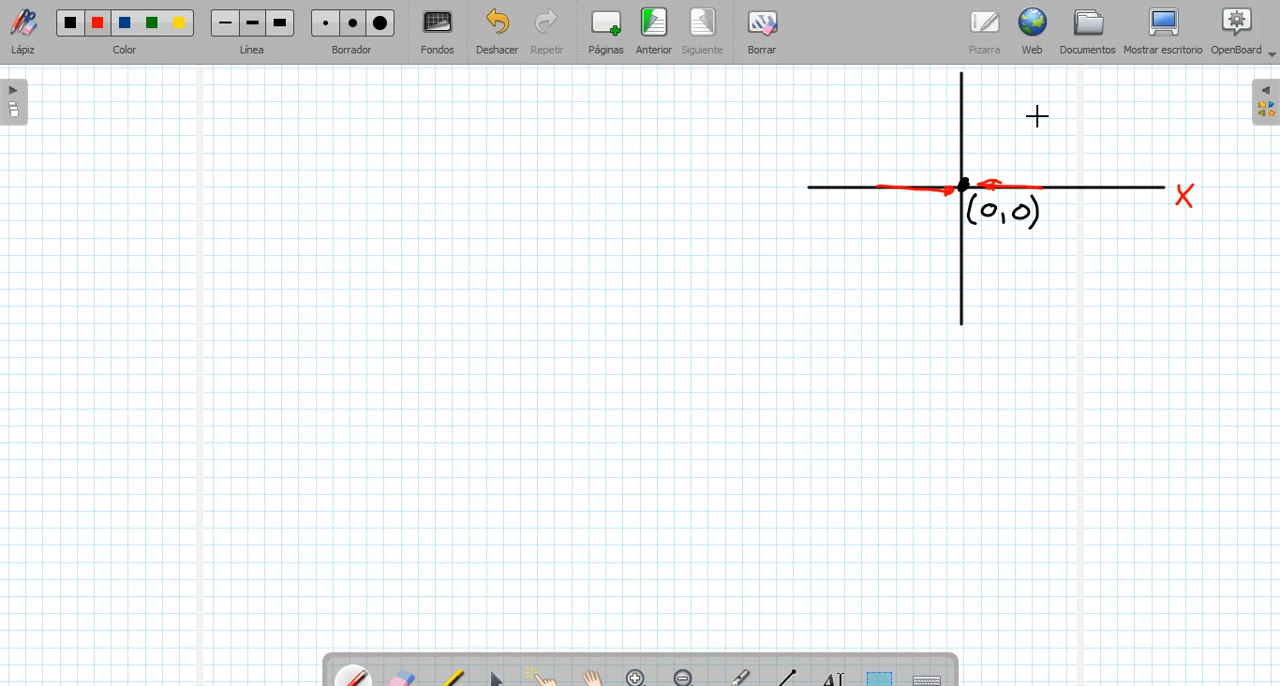 Lápiz Color Línea Borrador Fondos Deshacer Repetir Páginas Anterior Siguiente Borrar Pizarra Web Documentos Mostrar escritorio OpenBoard
X
(0,0)
AI